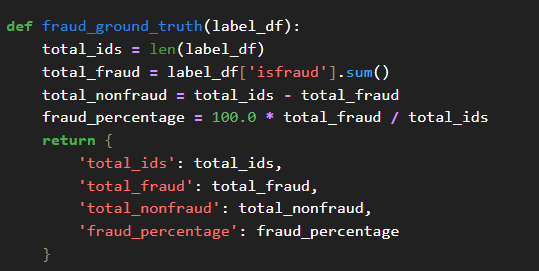 def fraud_ground_truth(label_df):
    total_ids = len(label_df)
    total_fraud = label_df['isfraud'].sum()
    total_nonfraud = total_ids - total_fraud
    fraud_percentage = 100.0 * total_fraud / total_ids
    return {
        'total_ids': total_ids,
        'total_fraud': total_fraud,
        'total_nonfraud': total_nonfraud,
        'fraud_percentage': fraud_percentage
    }